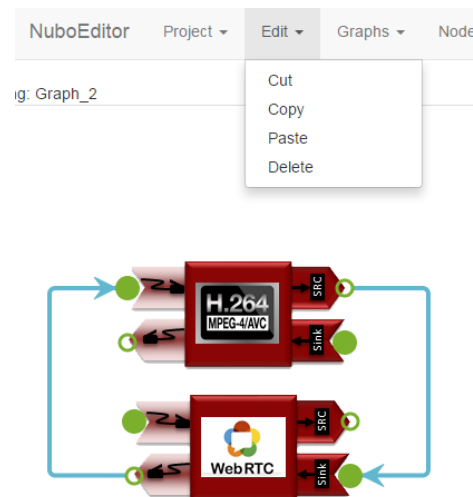 NuboEditor Project Edit Graphs Node
ng: Graph_2
Cut
Copy
Paste
Delete
H.264
MPEG-4/AVC
SRC
Sink
SRC
WebRTC
Sink